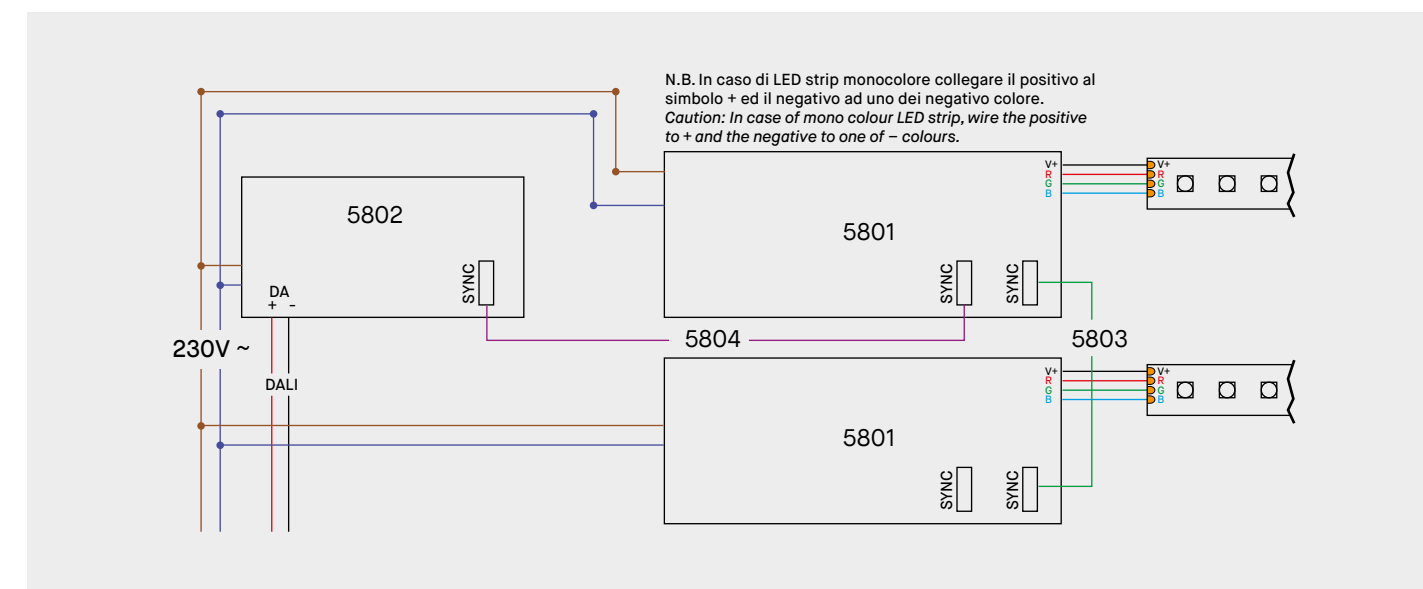 N.B. In caso di LED strip monocolore collegare il positivo al
simbolo + ed il negativo ad uno dei negativo colore.
Caution: In case of mono colour LED strip, wire the positive
to + and the negative to one of – colours.
5802
DA
+ -
SYNC
5801
V+
R
G
B
SYNC
SYNC
V+
R
G
B
230V ~
DALI
5804
5803
5801
V+
R
G
B
SYNC
SYNC
V+
R
G
B